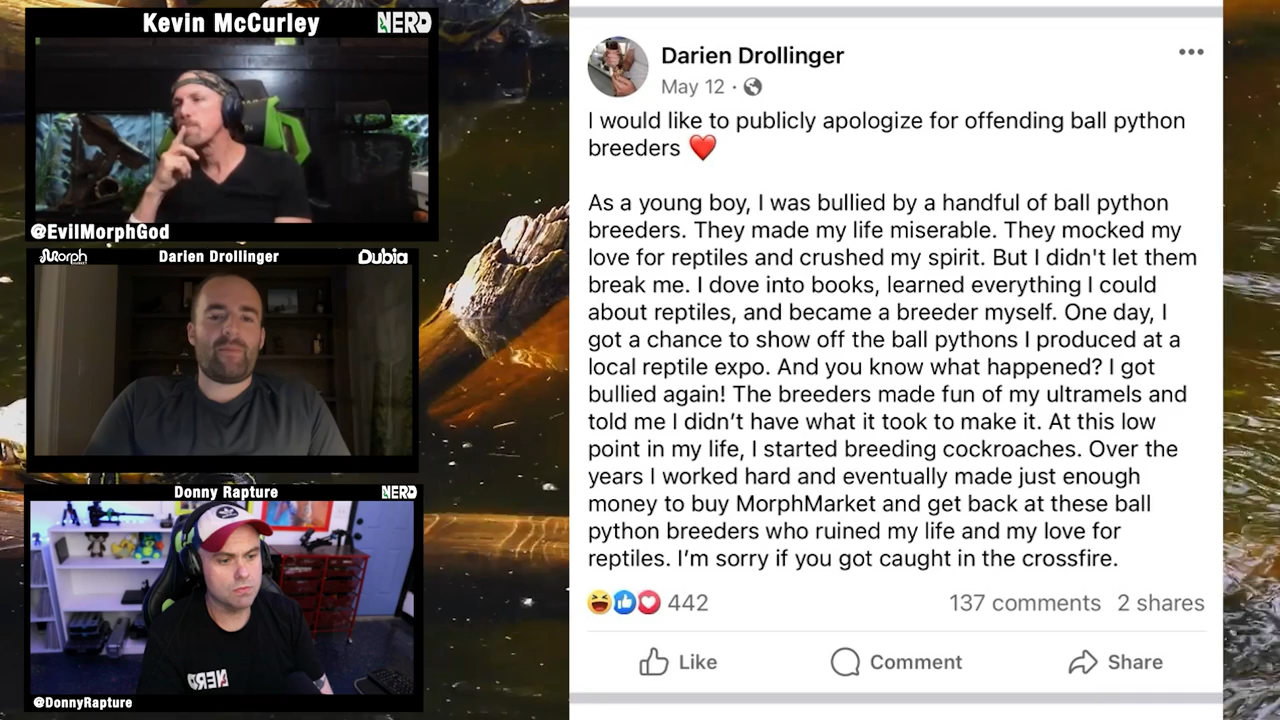 Kevin McCurley
NERD
@EvilMorphGod
Morph
Darien Drollinger
Dubia
Donny Rapture
NERD
NERD
@DonnyRapture
Darien Drollinger
May 12 ·
I would like to publicly apologize for offending ball python
breeders ❤️
As a young boy, I was bullied by a handful of ball python
breeders. They made my life miserable. They mocked my
love for reptiles and crushed my spirit. But I didn't let them
break me. I dove into books, learned everything I could
about reptiles, and became a breeder myself. One day, I
got a chance to show off the ball pythons I produced at a
local reptile expo. And you know what happened? I got
bullied again! The breeders made fun of my ultramels and
told me I didn’t have what it took to make it. At this low
point in my life, I started breeding cockroaches. Over the
years I worked hard and eventually made just enough
money to buy MorphMarket and get back at these ball
python breeders who ruined my life and my love for
reptiles. I’m sorry if you got caught in the crossfire.
442
137 comments 2 shares
Like
Comment
Share